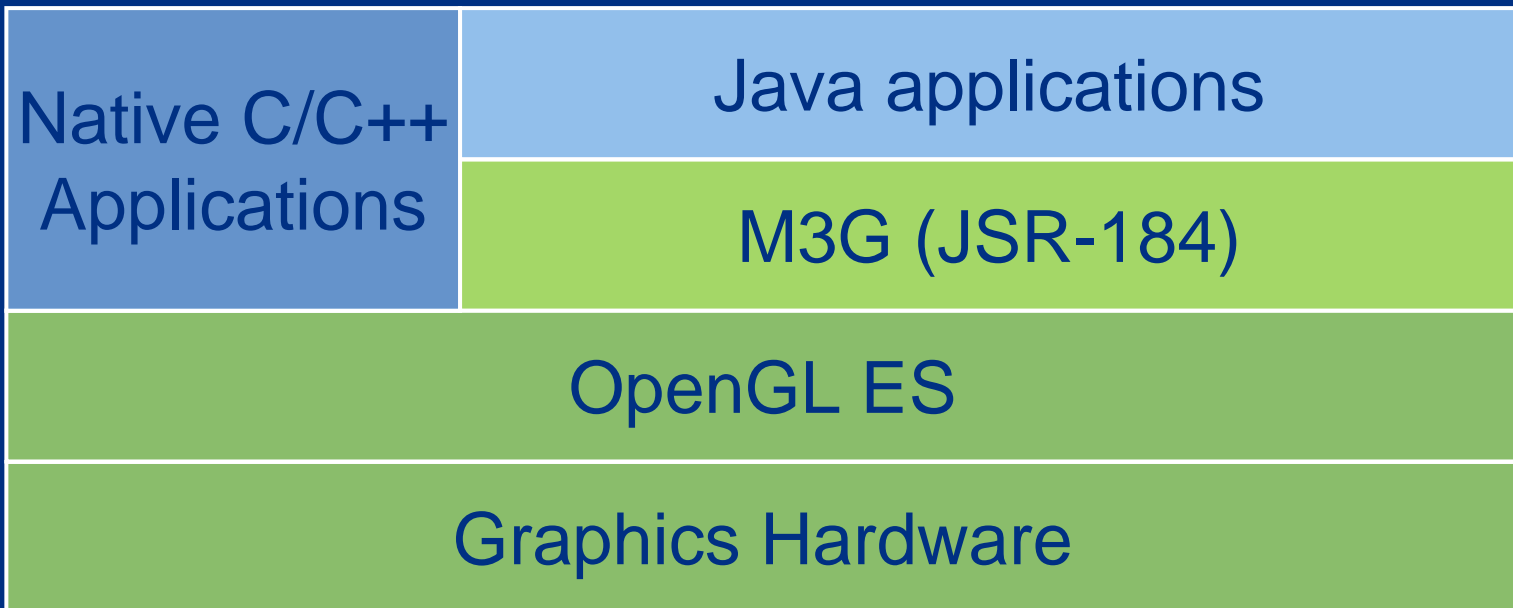 Native C/C++
Applications
Java applications
M3G (JSR-184)
OpenGL ES
Graphics Hardware